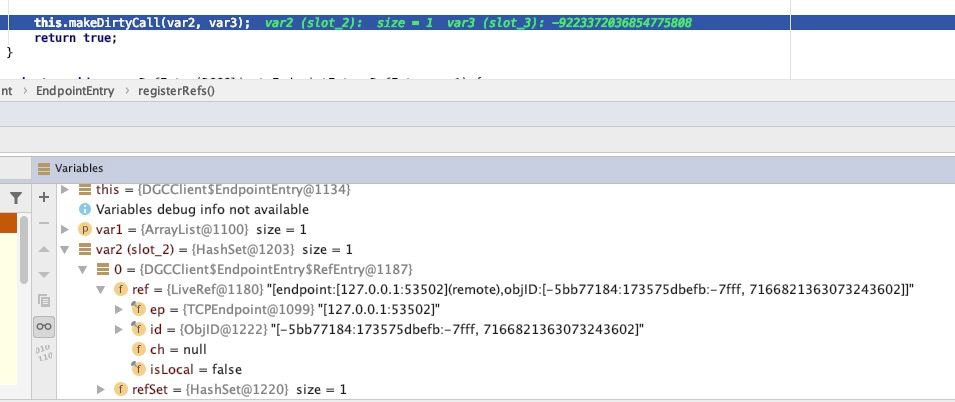 this.makeDirtyCall(var2, var3);  var2 (slot_2):  size = 1  var3 (slot_3): -9223372036854775808
return true;
}
nt > EndpointEntry > registerRefs()
Variables
this = {DGCClient$EndpointEntry@1134}
Variables debug info not available
var1 = {ArrayList@1100} size = 1
var2 (slot_2) = {HashSet@1203} size = 1
0 = {DGCClient$EndpointEntry$RefEntry@1187}
ref = {LiveRef@1180} "[endpoint:[127.0.0.1:53502](remote),objID:[-5bb77184:173575dbefb:-7fff, 7166821363073243602]]"
ep = {TCPEndpoint@1099} "[127.0.0.1:53502]"
id = {ObjID@1222} "[-5bb77184:173575dbefb:-7fff, 7166821363073243602]"
ch = null
isLocal = false
refSet = {HashSet@1220} size = 1